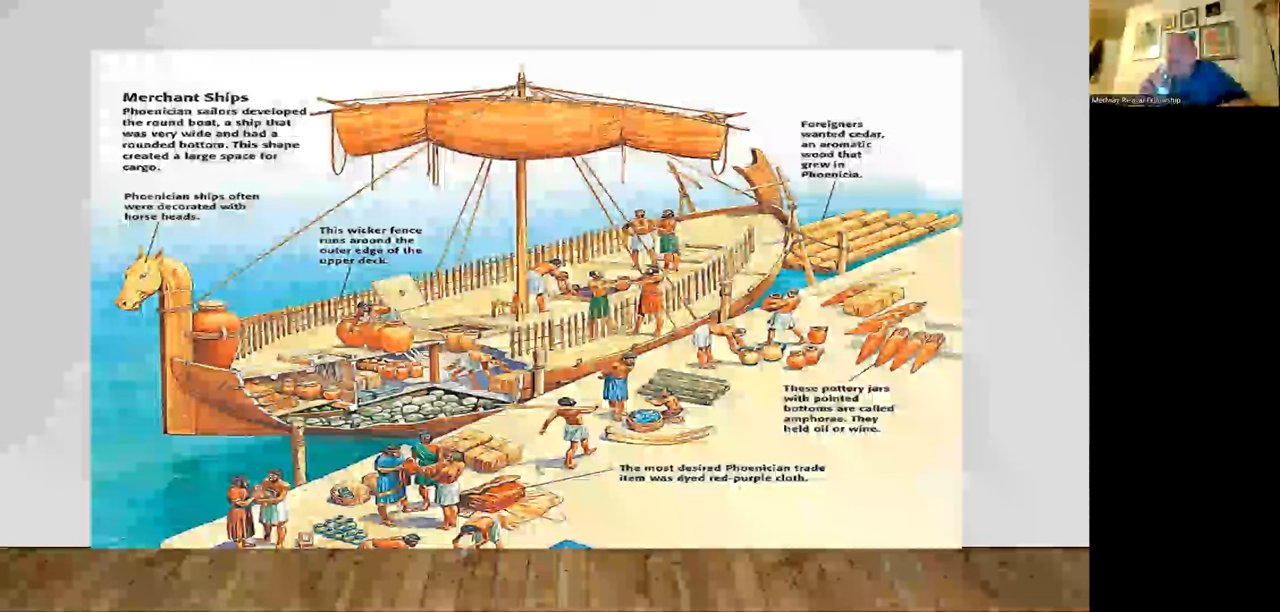 Merchant Ships
Phoenician sailors developed
the round boat, a ship that
was very wide and had a
rounded bottom. This shape
created a large space for
cargo.
Phoenician ships often
were decorated with
horse heads.
This wicker fence
runs around the
outer edge of the
upper deck.
Foreigners
wanted cedar,
an aromatic
wood that
grew in
Phoenicia.
These pottery jars
with pointed
bottoms are called
amphorae. They
held oil or wine.
The most desired Phoenician trade
item was dyed red-purple cloth.
Medway